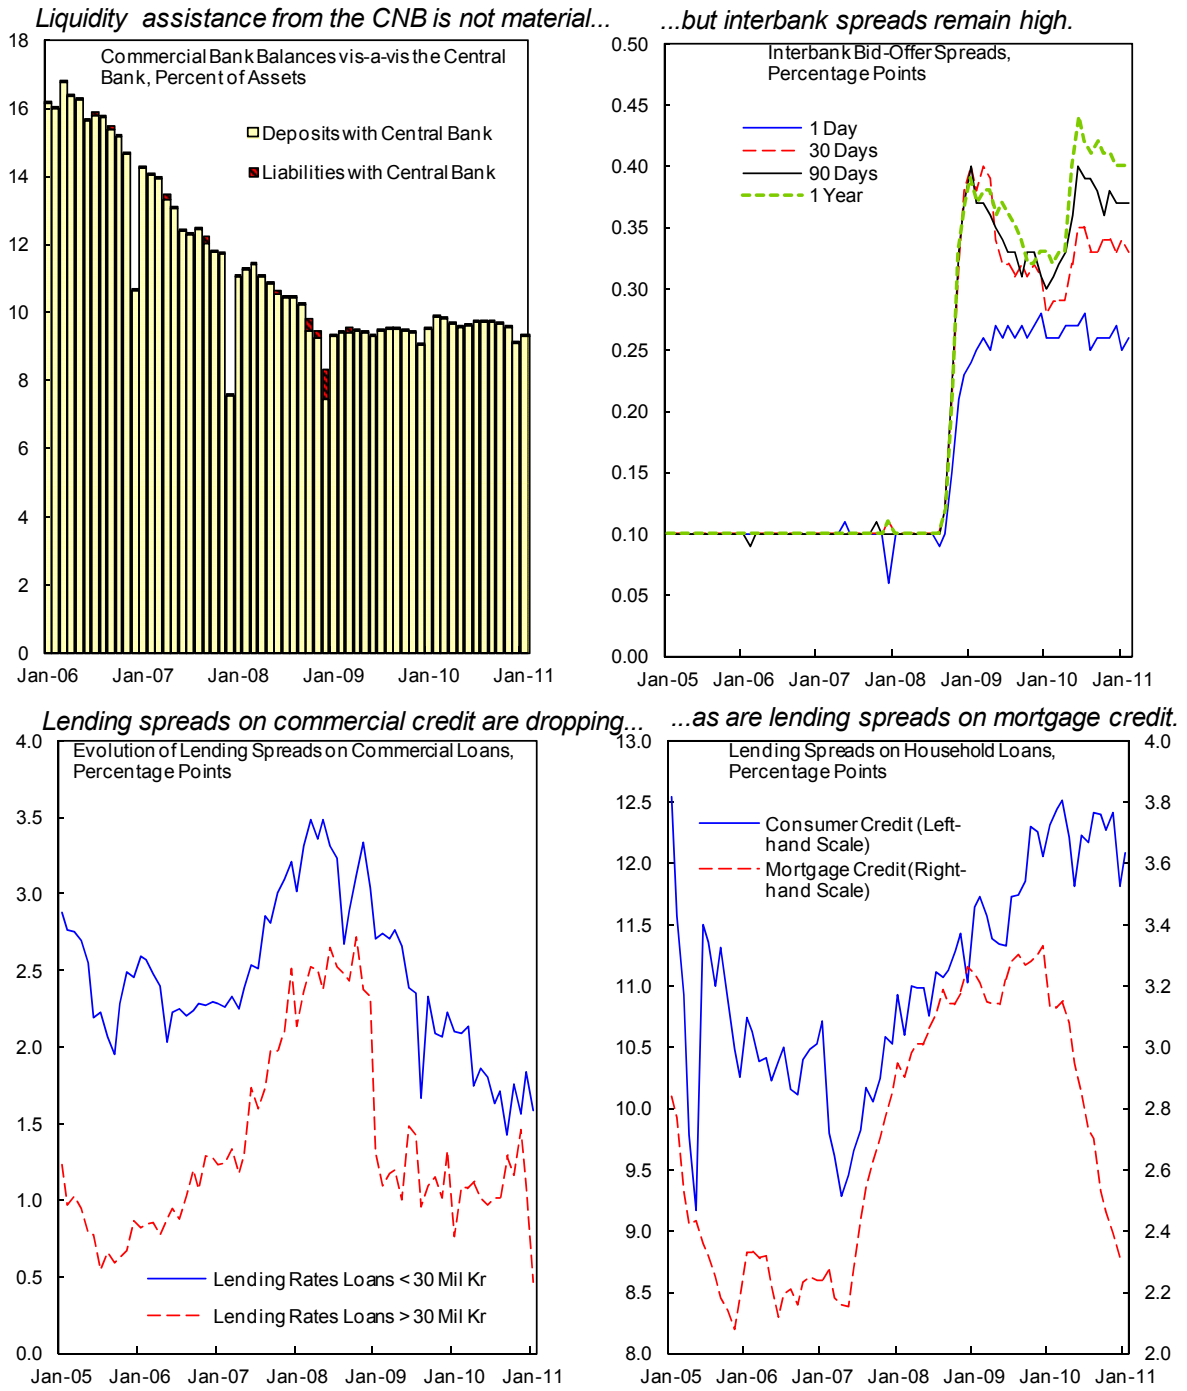 Liquidity assistance from the CNB is not material...
...but interbank spreads remain high.
Commercial Bank Balances vis-a-vis the Central
Bank, Percent of Assets
Deposits with Central Bank
Liabilities with Central Bank
18
16
14
12
10
8
6
4
2
0
Jan-06
Jan-07
Jan-08
Jan-09
Jan-10
Jan-11
Interbank Bid-Offer Spreads,
Percentage Points
1 Day
30 Days
90 Days
1 Year
0.50
0.45
0.40
0.35
0.30
0.25
0.20
0.15
0.10
0.05
0.00
Jan-05
Jan-06
Jan-07
Jan-08
Jan-09
Jan-10
Jan-11
Lending spreads on commercial credit are dropping...
...as are lending spreads on mortgage credit.
Evolution of Lending Spreads on Commercial Loans,
Percentage Points
4.0
3.5
3.0
2.5
2.0
1.5
1.0
0.5
0.0
Lending Rates Loans < 30 Mil Kr
Lending Rates Loans > 30 Mil Kr
Jan-05
Jan-06
Jan-07
Jan-08
Jan-09
Jan-10
Jan-11
Lending Spreads on Household Loans,
Percentage Points
Consumer Credit (Left-
hand Scale)
Mortgage Credit (Right-
hand Scale)
13.0
12.5
12.0
11.5
11.0
10.5
10.0
9.5
9.0
8.5
8.0
4.0
3.8
3.6
3.4
3.2
3.0
2.8
2.6
2.4
2.2
2.0
Jan-05
Jan-06
Jan-07
Jan-08
Jan-09
Jan-10
Jan-11